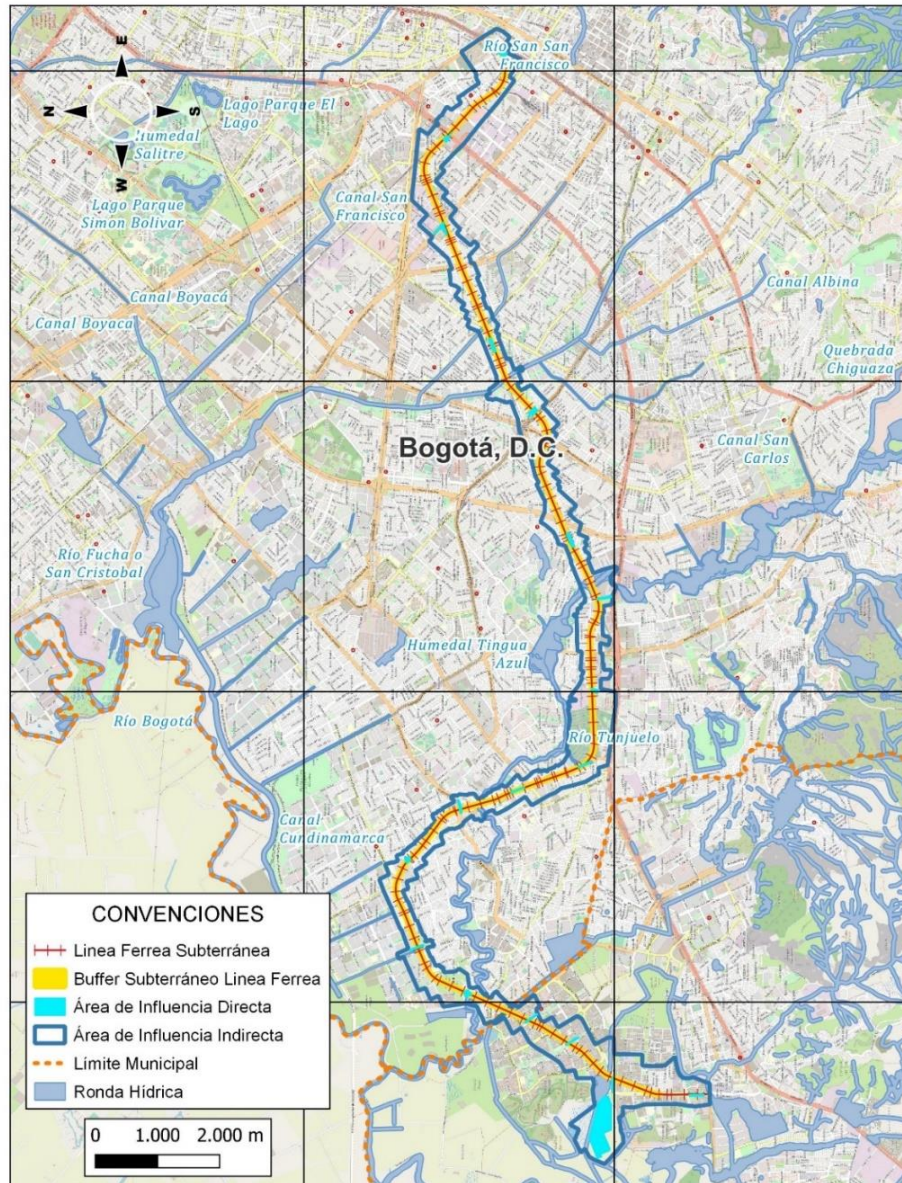 E
N
S
W
Río San San
Francisco
Lago Parque El
Lago
Humedal
Salitre
Lago Parque
Simon Bolivar
Canal San
Francisco
Canal Boyacá
Canal Boyaca
Canal Albina
Quebrada
Chiguaza
Bogotá, D.C.
Canal San
Carlos
Río Fucha o
San Cristobal
Humedal Tingua
Azul
Río Bogotá
Río Tunjuelo
Canal
Cundinamarca
CONVENCIONES
Linea Ferrea Subterránea
Buffer Subterráneo Linea Ferrea
Área de Influencia Directa
Área de Influencia Indirecta
Límite Municipal
Ronda Hídrica
0 1.000 2.000 m